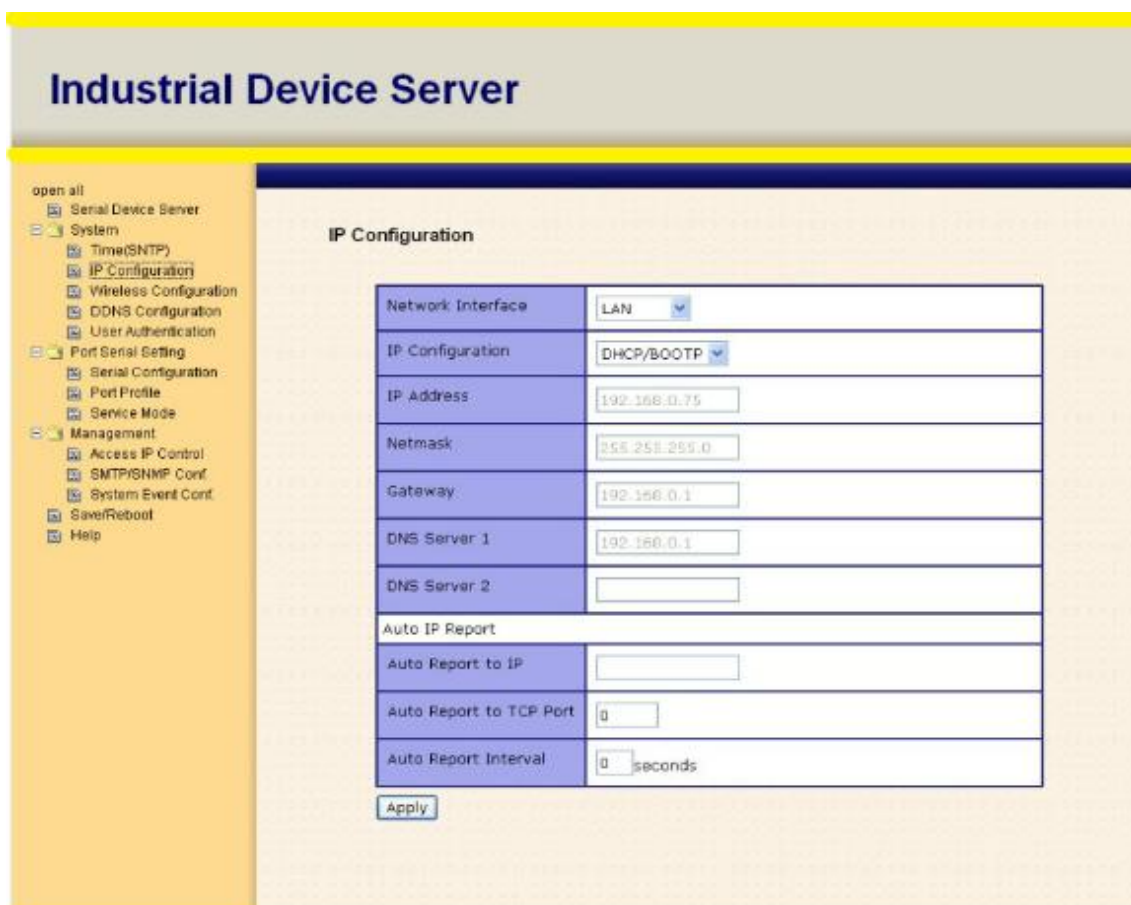 Industrial Device Server
open all
Serial Device Server
System
Time(SNTP)
IP Configuration
Wireless Configuration
DDNS Configuration
User Authentication
Port Serial Setting
Serial Configuration
Port Profile
Service Mode
Management
Access IP Control
SMTP/SNMP Conf.
System Event Conf.
Save/Reboot
Help
IP Configuration
Network Interface LAN
IP Configuration DHCP/BOOTP
IP Address 192.168.0.75
Netmask 255.255.255.0
Gateway 192.168.0.1
DNS Server 1 192.168.0.1
DNS Server 2
Auto IP Report
Auto Report to IP
Auto Report to TCP Port 0
Auto Report Interval 0 seconds
Apply